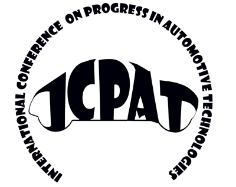 INTERNATIONAL CONFERENCE ON PROGRESS IN AUTOMOTIVE TECHNOLOGIES
ICPAT